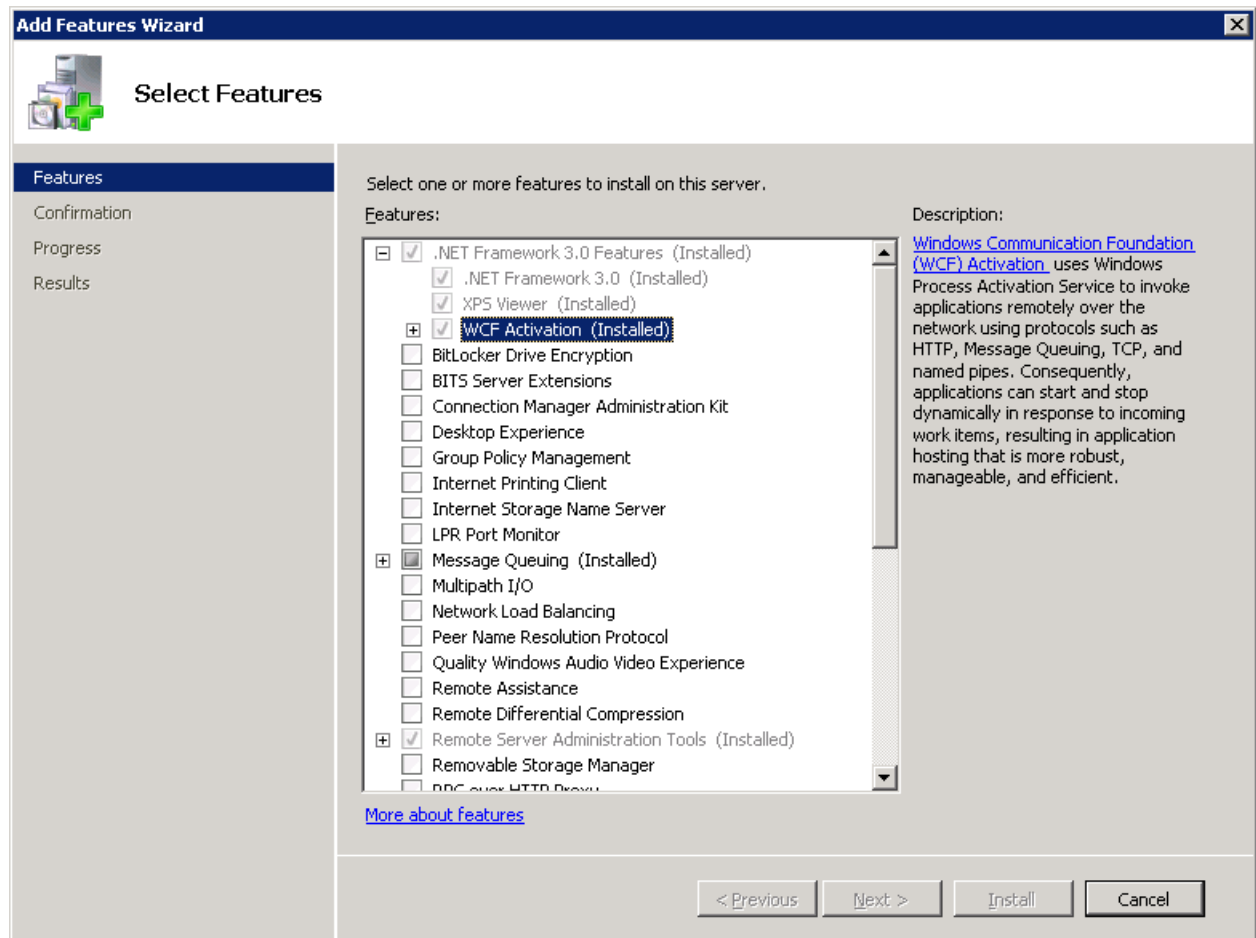 Add Features Wizard
Select Features
Features
Confirmation
Progress
Results
Select one or more features to install on this server.
Features:
.NET Framework 3.0 Features (Installed)
.NET Framework 3.0 (Installed)
XPS Viewer (Installed)
WCF Activation (Installed)
BitLocker Drive Encryption
BITS Server Extensions
Connection Manager Administration Kit
Desktop Experience
Group Policy Management
Internet Printing Client
Internet Storage Name Server
LPR Port Monitor
Message Queuing (Installed)
Multipath I/O
Network Load Balancing
Peer Name Resolution Protocol
Quality Windows Audio Video Experience
Remote Assistance
Remote Differential Compression
Remote Server Administration Tools (Installed)
Removable Storage Manager
RPC over HTTP Proxy
More about features
Description:
Windows Communication Foundation
(WCF) Activation uses Windows
Process Activation Service to invoke
applications remotely over the
network using protocols such as
HTTP, Message Queuing, TCP, and
named pipes. Consequently,
applications can start and stop
dynamically in response to incoming
work items, resulting in application
hosting that is more robust,
manageable, and efficient.
< Previous
Next >
Install
Cancel